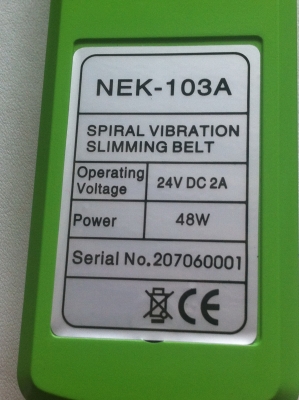 NEK-103A
SPIRAL VIBRATION
SLIMMING BELT
Operating Voltage 24V DC 2A
Power 48W
Serial No.207060001
CE